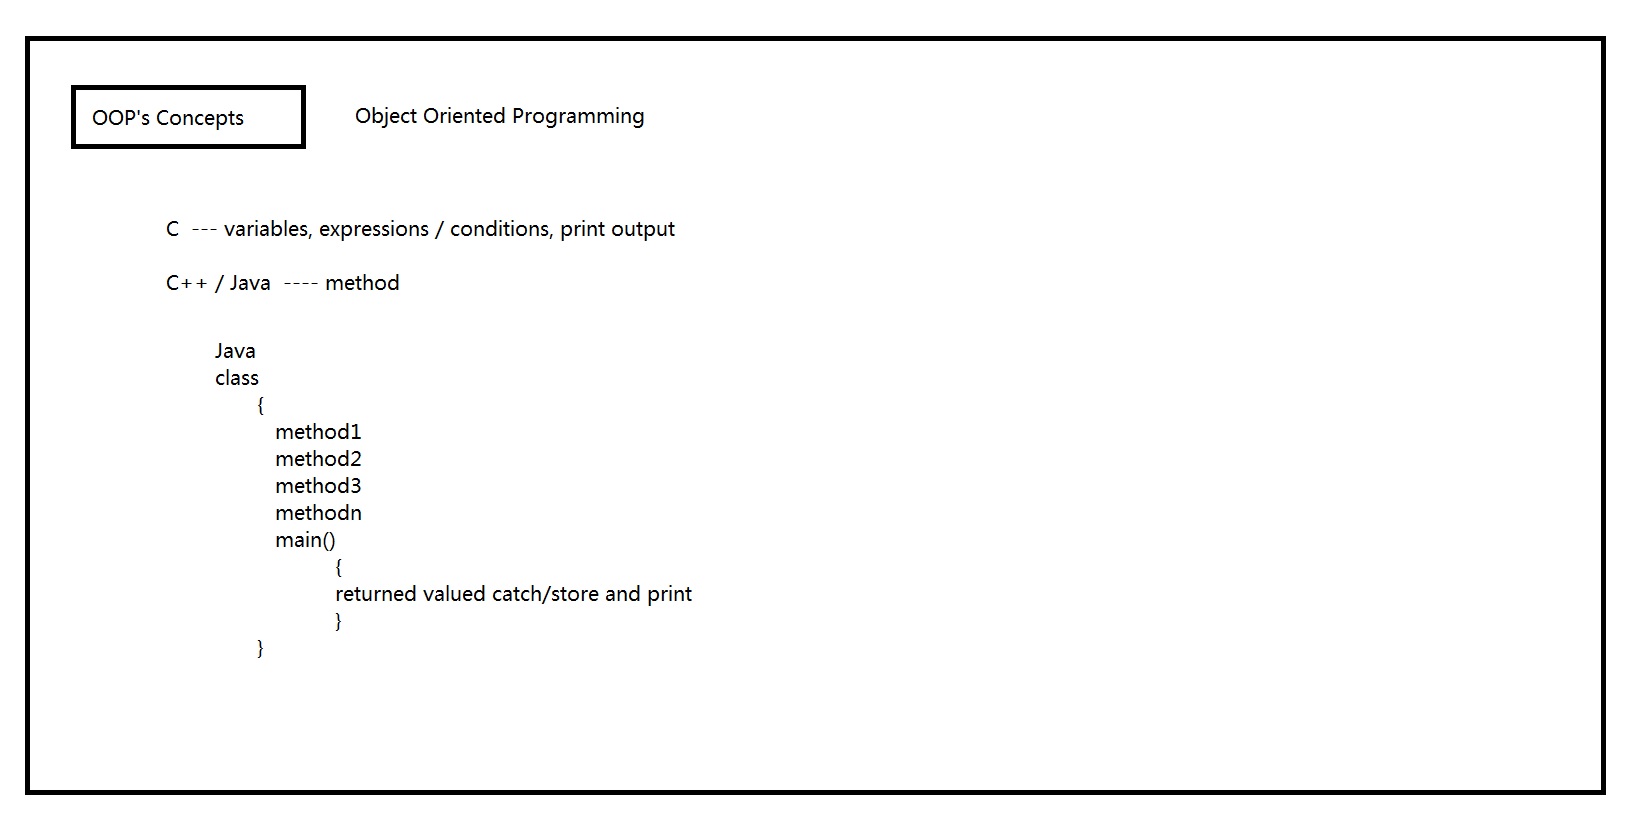 OOP's Concepts
Object Oriented Programming
C --- variables, expressions / conditions, print output
C++ / Java ---- method
Java
class
{
method1
method2
method3
methodn
main()
{
returned valued catch/store and print
}
}